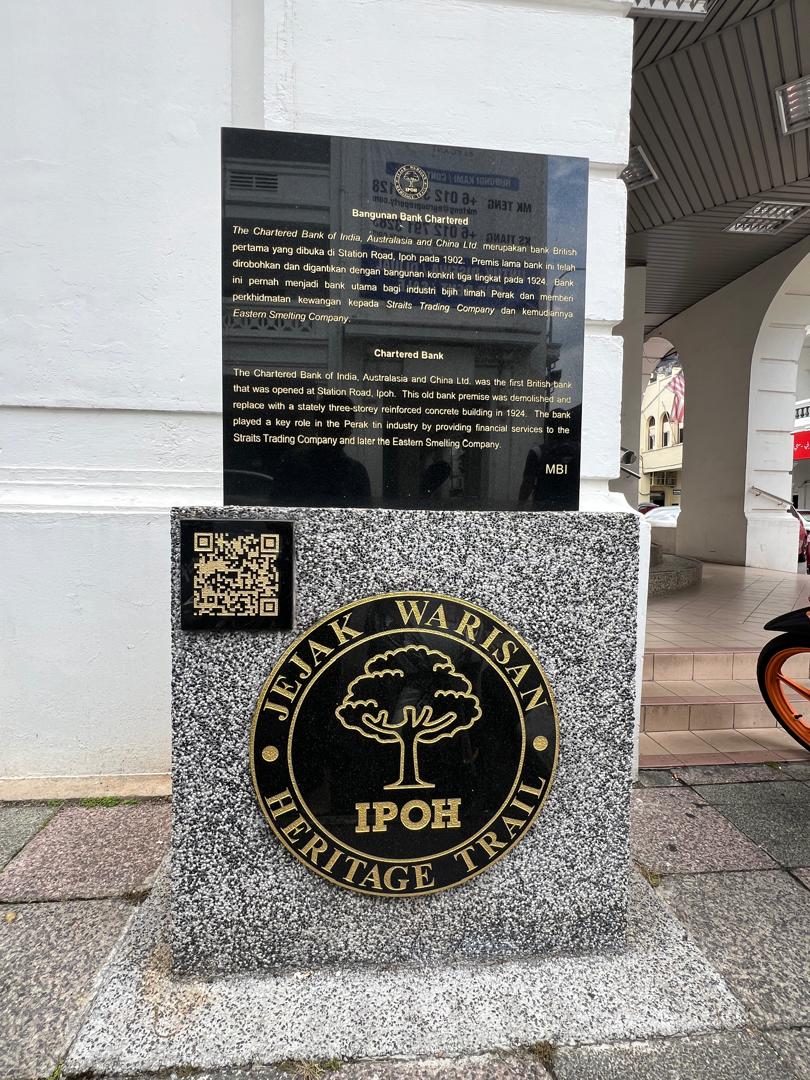 JEJAK WARISAN
IPOH
Bangunan Bank Chartered
The Chartered Bank of India, Australasia and China Ltd. merupakan bank British
pertama yang dibuka di Station Road, Ipoh pada 1902. Premis lama bank ini telah
dirobohkan dan digantikan dengan bangunan konkrit tiga tingkat pada 1924. Bank
ini pernah menjadi bank utama bagi industri bijih timah Perak dan memberi
perkhidmatan kewangan kepada Straits Trading Company dan kemudiannya
Eastern Smelting Company.
Chartered Bank
The Chartered Bank of India, Australasia and China Ltd. was the first British bank
that was opened at Station Road, Ipoh. This old bank premise was demolished and
replace with a stately three-storey reinforced concrete building in 1924. The bank
played a key role in the Perak tin industry by providing financial services to the
Straits Trading Company and later the Eastern Smelting Company.
MBI
JEJAK WARISAN
IPOH
HERITAGE TRAIL